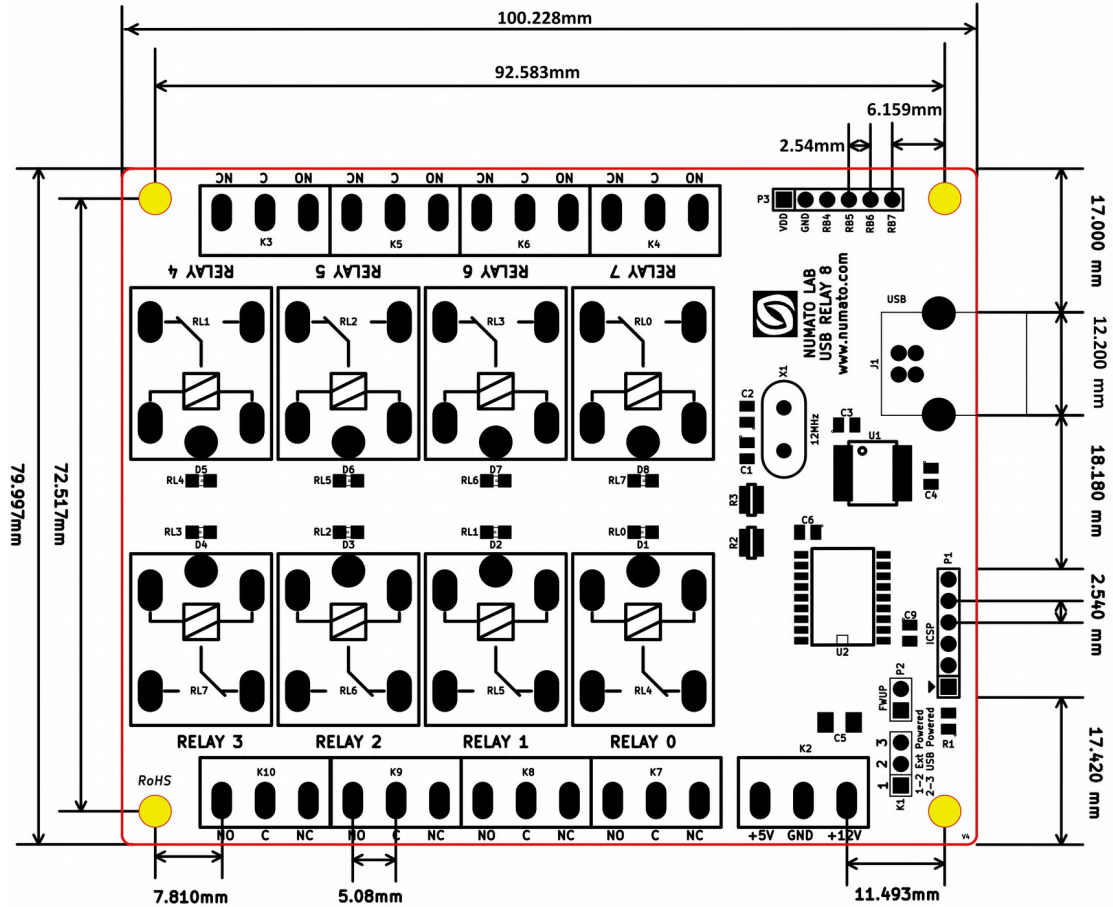 100.228mm
92.583mm
6.159mm
2.54mm
NC C NO NC C NO NC C NO NC C NO
P3
VDD GND RB4 RB5 RB6 RB7
K3 K5 K6 K4
RELAY 4 RELAY 5 RELAY 6 RELAY 7
17.000 mm
USB
NUMATO LAB
USB RELAY 8
www.numato.com
RL1 RL2 RL3 RL0
J1
12.200 mm
X1
12MHz
C2
C1
C3
U1
C4
18.180 mm
D5 D6 D7 D8
RL4 RL5 RL6 RL7
R3
R2
RL3 RL2 RL1 RL0
D4 D3 D2 D1
79.997mm
72.517mm
C6
U2
C9
P1
ICSP
2.540 mm
RL7 RL6 RL5 RL4
P2
FWUP
C5
R1
RELAY 3 RELAY 2 RELAY 1 RELAY 0
K2
3
2
1
1-2 Ext Powered
2-3 USB Powered
K1
17.420 mm
RoHS
K10 K9 K8 K7
NO C NC NO C NC NO C NC NO C NC
+5V GND +12V
V4
7.810mm
5.08mm
11.493mm